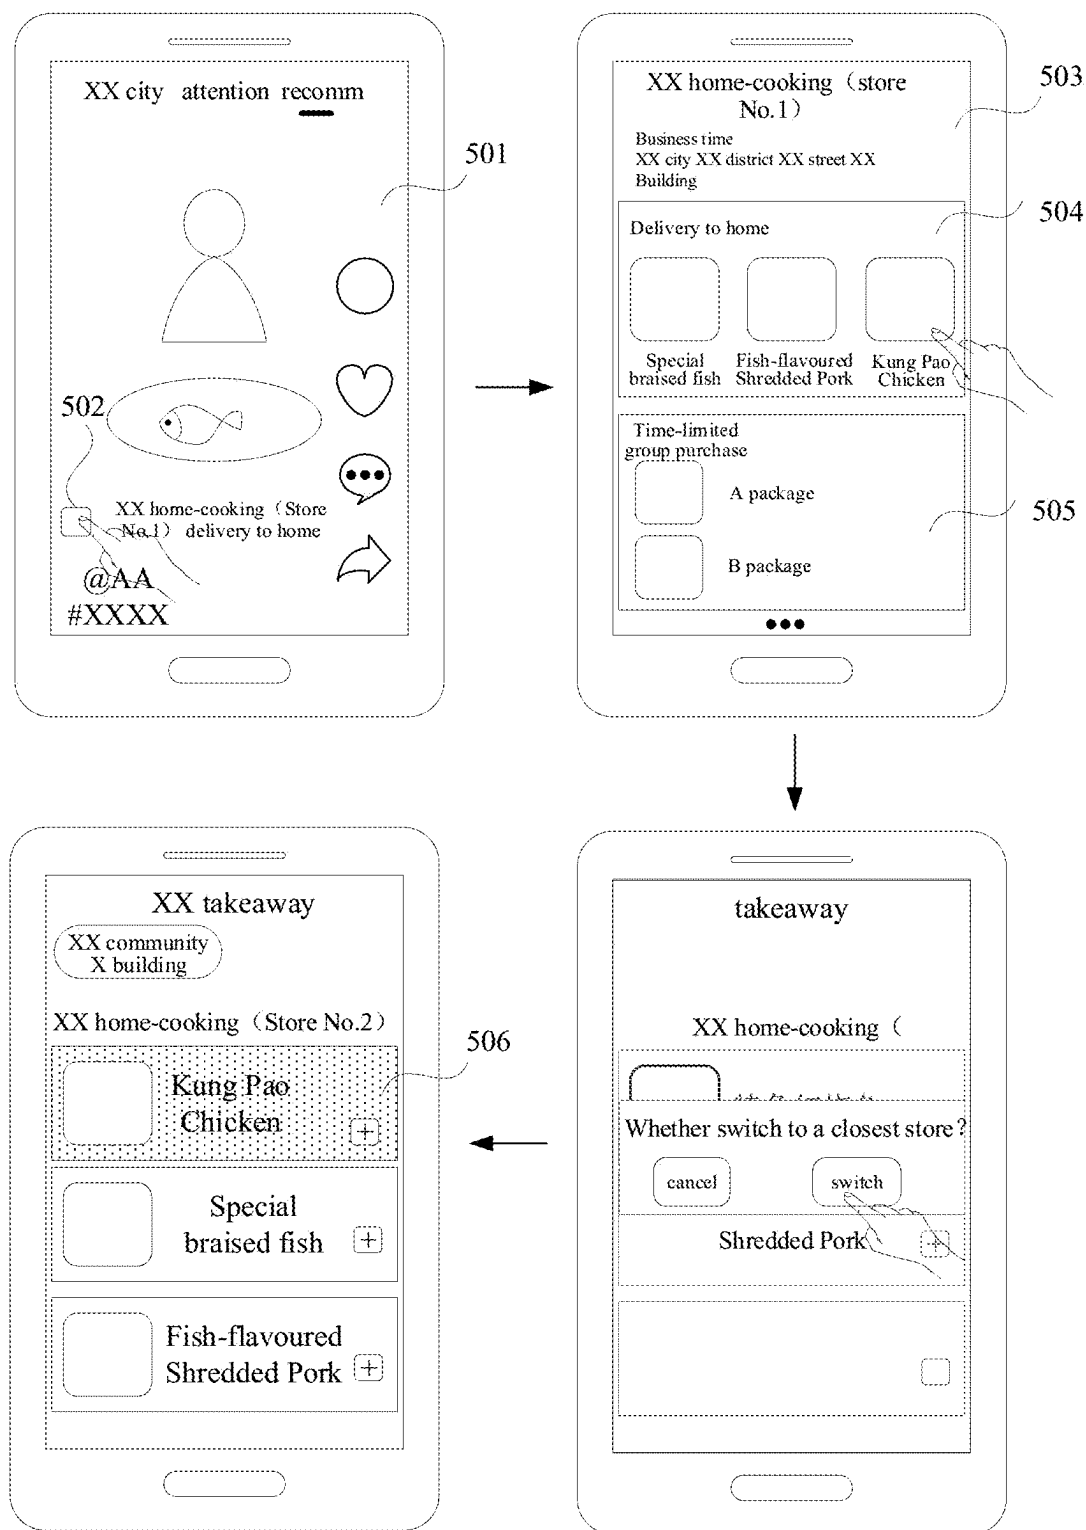 XX city attention recomm
501
502
XX home-cooking（Store
No.1） delivery to home
@AA
#XXXX
XX home-cooking（store
No.1）
503
Business time
XX city XX district XX street XX
Building
504
Delivery to home
Special
braised fish
Fish-flavoured
Shredded Pork
Kung Pao
Chicken
Time-limited
group purchase
A package
505
B package
takeaway
XX home-cooking（
Whether switch to a closest store?
cancel
switch
Shredded Pork
XX takeaway
XX community
X building
XX home-cooking（Store No.2）
506
Kung Pao
Chicken
Special
braised fish
Fish-flavoured
Shredded Pork